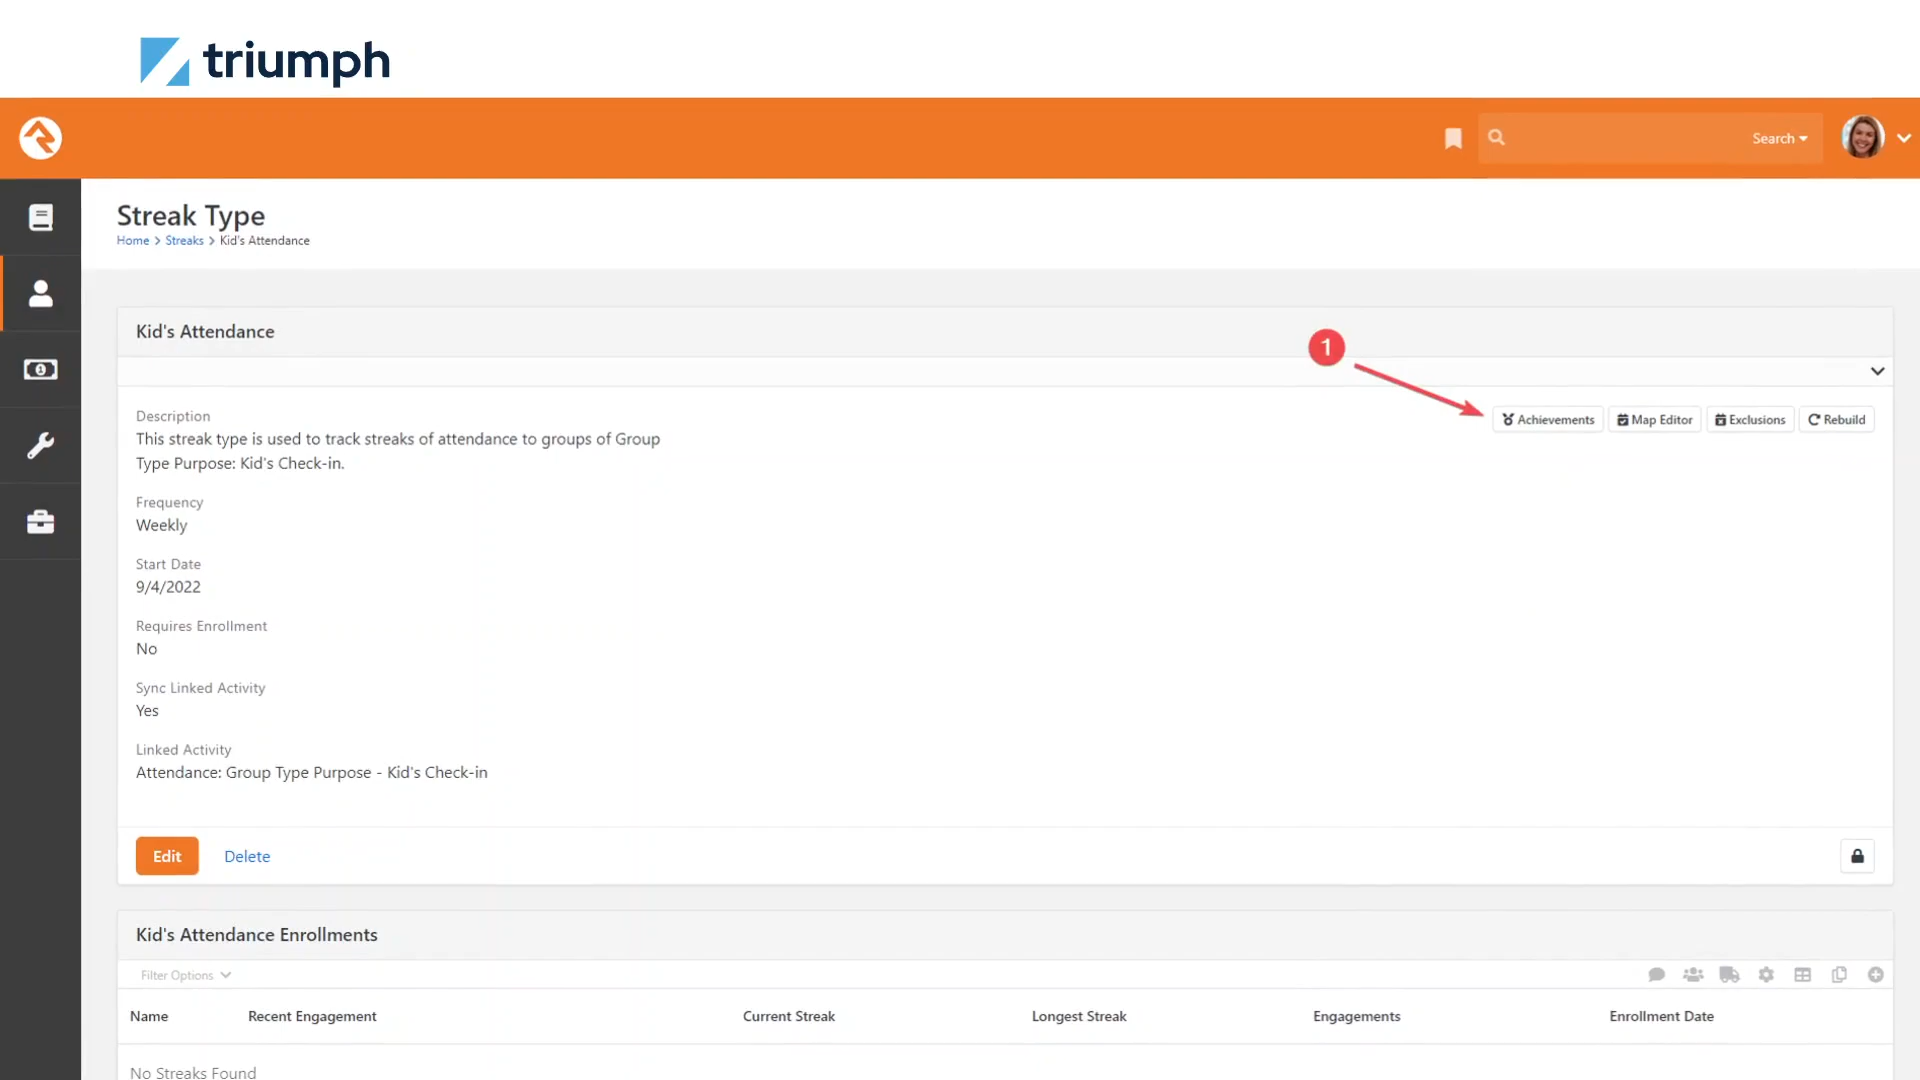 triumph
Search
Streak Type
Home > Streaks > Kid's Attendance
Kid's Attendance
1
Description
This streak type is used to track streaks of attendance to groups of Group
Type Purpose: Kid's Check-in.
Achievements Map Editor Exclusions Rebuild
Frequency
Weekly
Start Date
9/4/2022
Requires Enrollment
No
Sync Linked Activity
Yes
Linked Activity
Attendance: Group Type Purpose - Kid's Check-in
Edit Delete
Kid's Attendance Enrollments
Filter Options
Name Recent Engagement Current Streak Longest Streak Engagements Enrollment Date
No Streaks Found